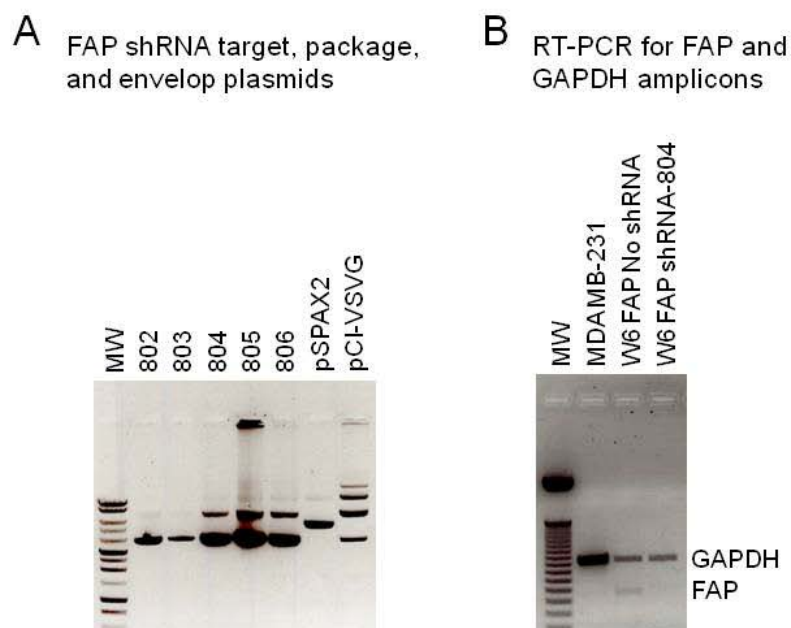 A
FAP shRNA target, package,
and envelop plasmids
MW
802
803
804
805
806
pSPAX2
pCI-VSVG
B
RT-PCR for FAP and
GAPDH amplicons
MW
MDAMB-231
W6 FAP No shRNA
W6 FAP shRNA-804
GAPDH
FAP